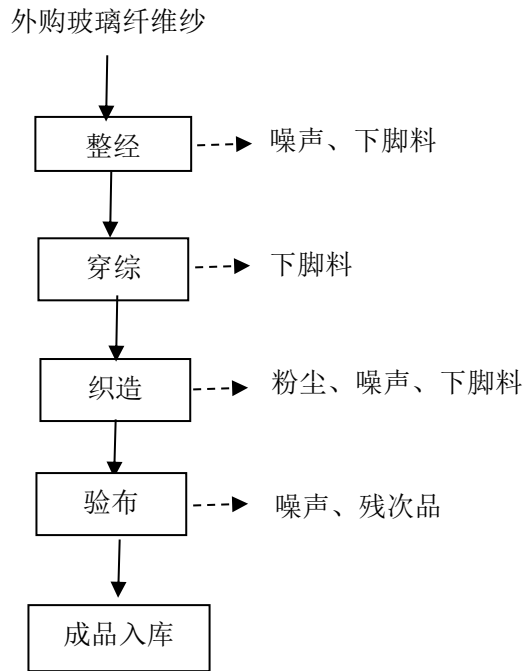 外购玻璃纤维纱
整经
噪声、下脚料
穿综
下脚料
织造
粉尘、噪声、下脚料
验布
噪声、残次品
成品入库